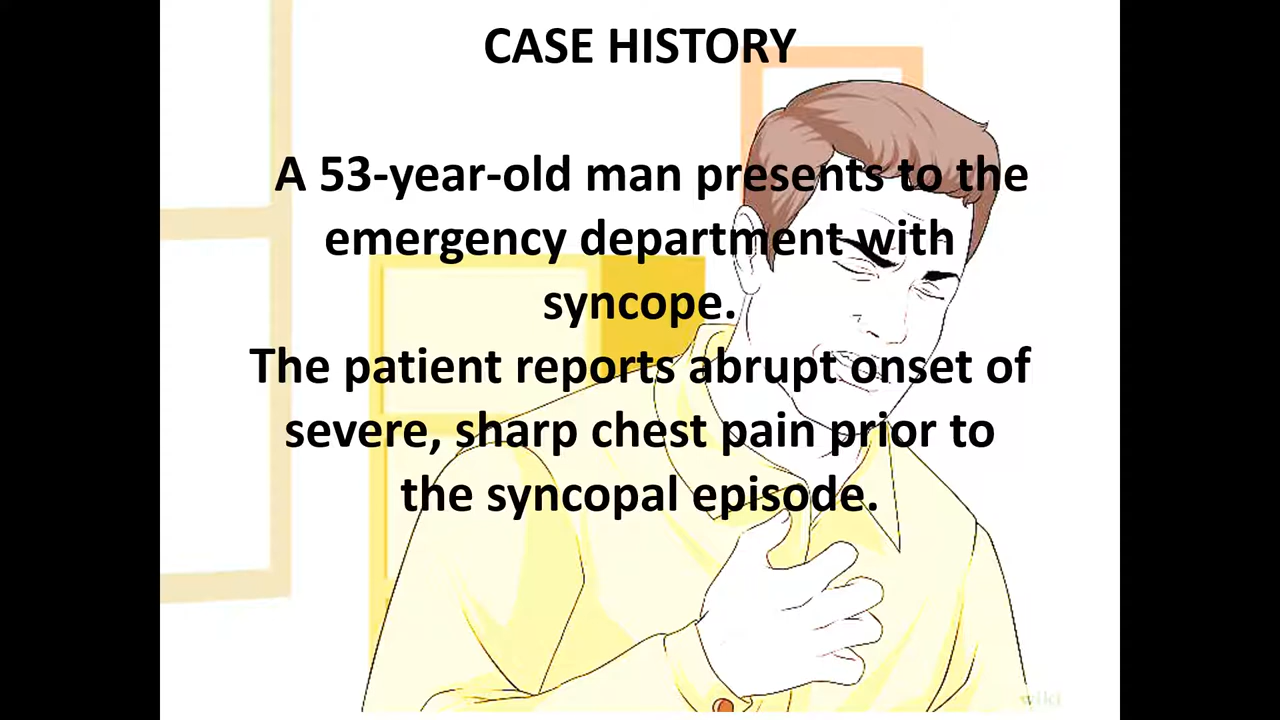 CASE HISTORY
A 53-year-old man presents to the
emergency department with
syncope.
The patient reports abrupt onset of
severe, sharp chest pain prior to
the syncopal episode.
wiki